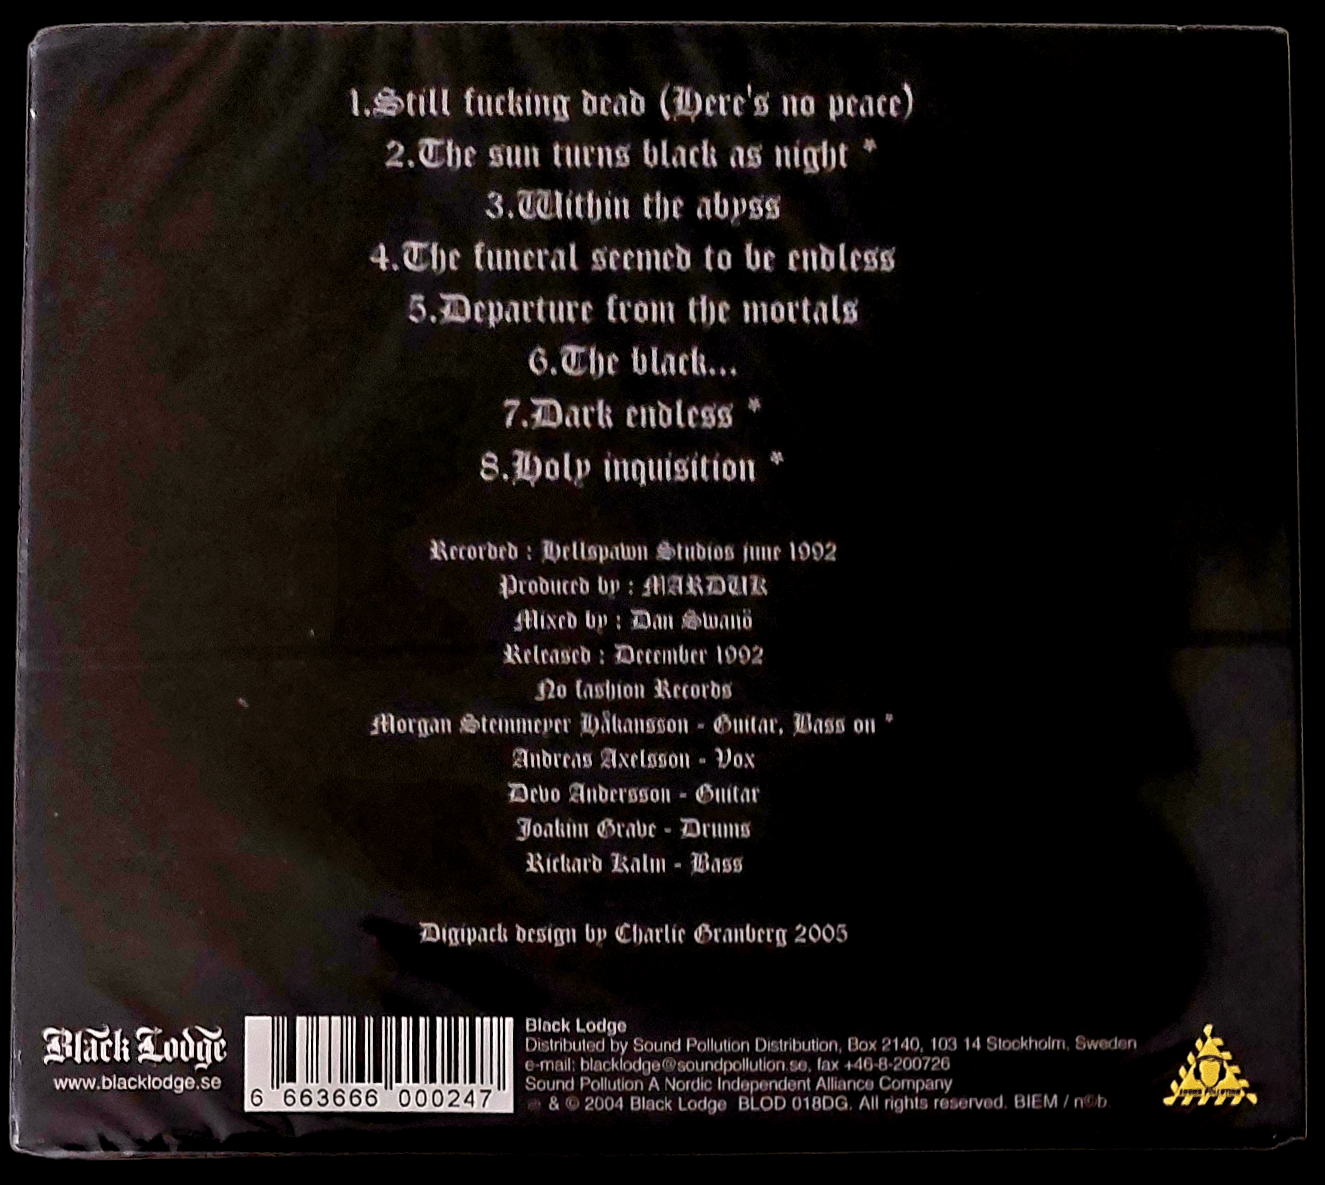 1.Still fucking dead (Here's no peace)
2.The sun turns black as night *
3.Within the abyss
4.The funeral seemed to be endless
5.Departure from the mortals
6.The black...
7.Dark endless *
8.Holy inquisition *
Recorded : Hellspawn Studios june 1992
Produced by : MARDUK
Mixed by : Dan Swanö
Released : December 1992
No fashion Records
Morgan Steinmeyer Håkansson - Guitar, Bass on *
Andreas Axelsson - Vox
Devo Andersson - Guitar
Joakim Grave - Drums
Rickard Kalm - Bass
Digipack design by Charlie Granberg 2005
Black Lodge
www.blacklodge.se
6 663666 000247
Black Lodge
Distributed by Sound Pollution Distribution, Box 2140, 103 14 Stockholm, Sweden
e-mail: blacklodge@soundpollution.se, fax +46-8-200726
Sound Pollution A Nordic Independent Alliance Company
& © 2004 Black Lodge BLOD 018DG. All rights reserved. BIEM / n©b